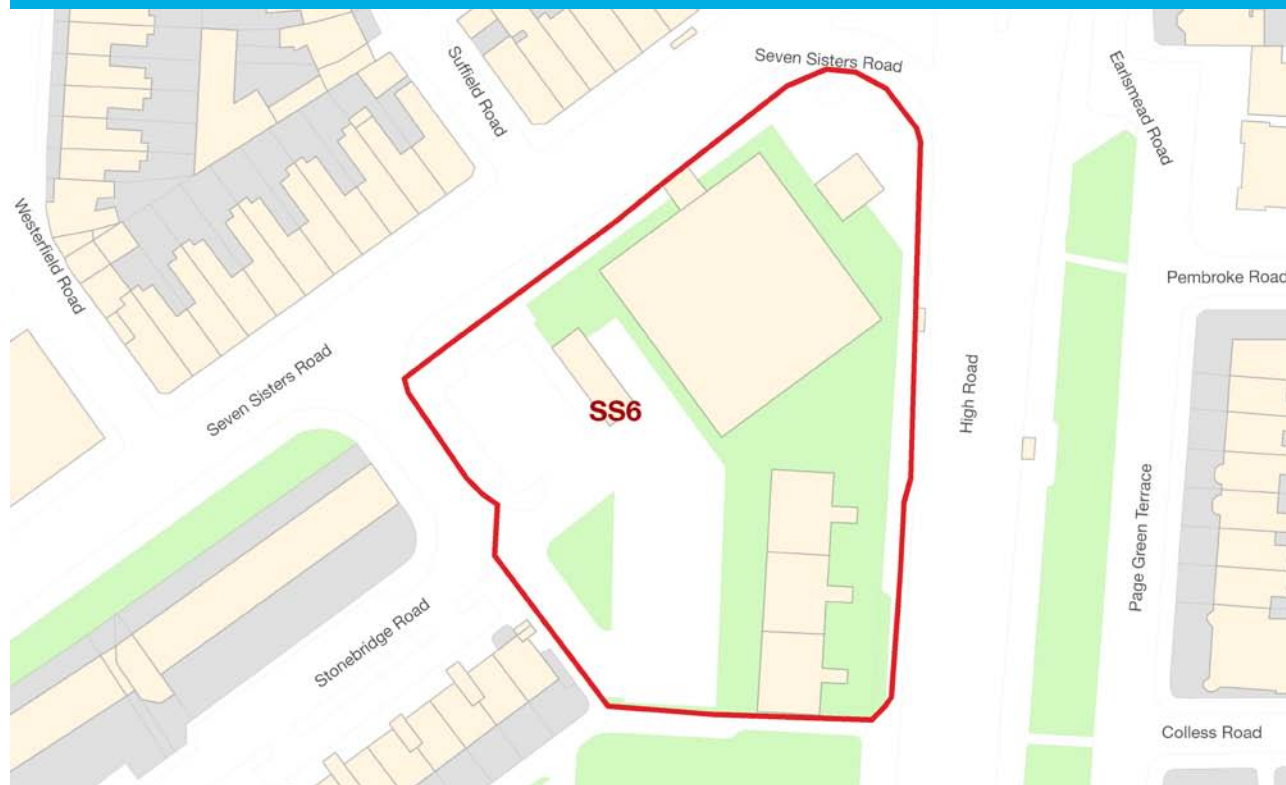 Seven Sisters Road
Suffield Road
Earlsmead Road
Westerfield Road
Pembroke Road
Seven Sisters Road
SS6
High Road
Page Green Terrace
Stonebridge Road
Colless Road